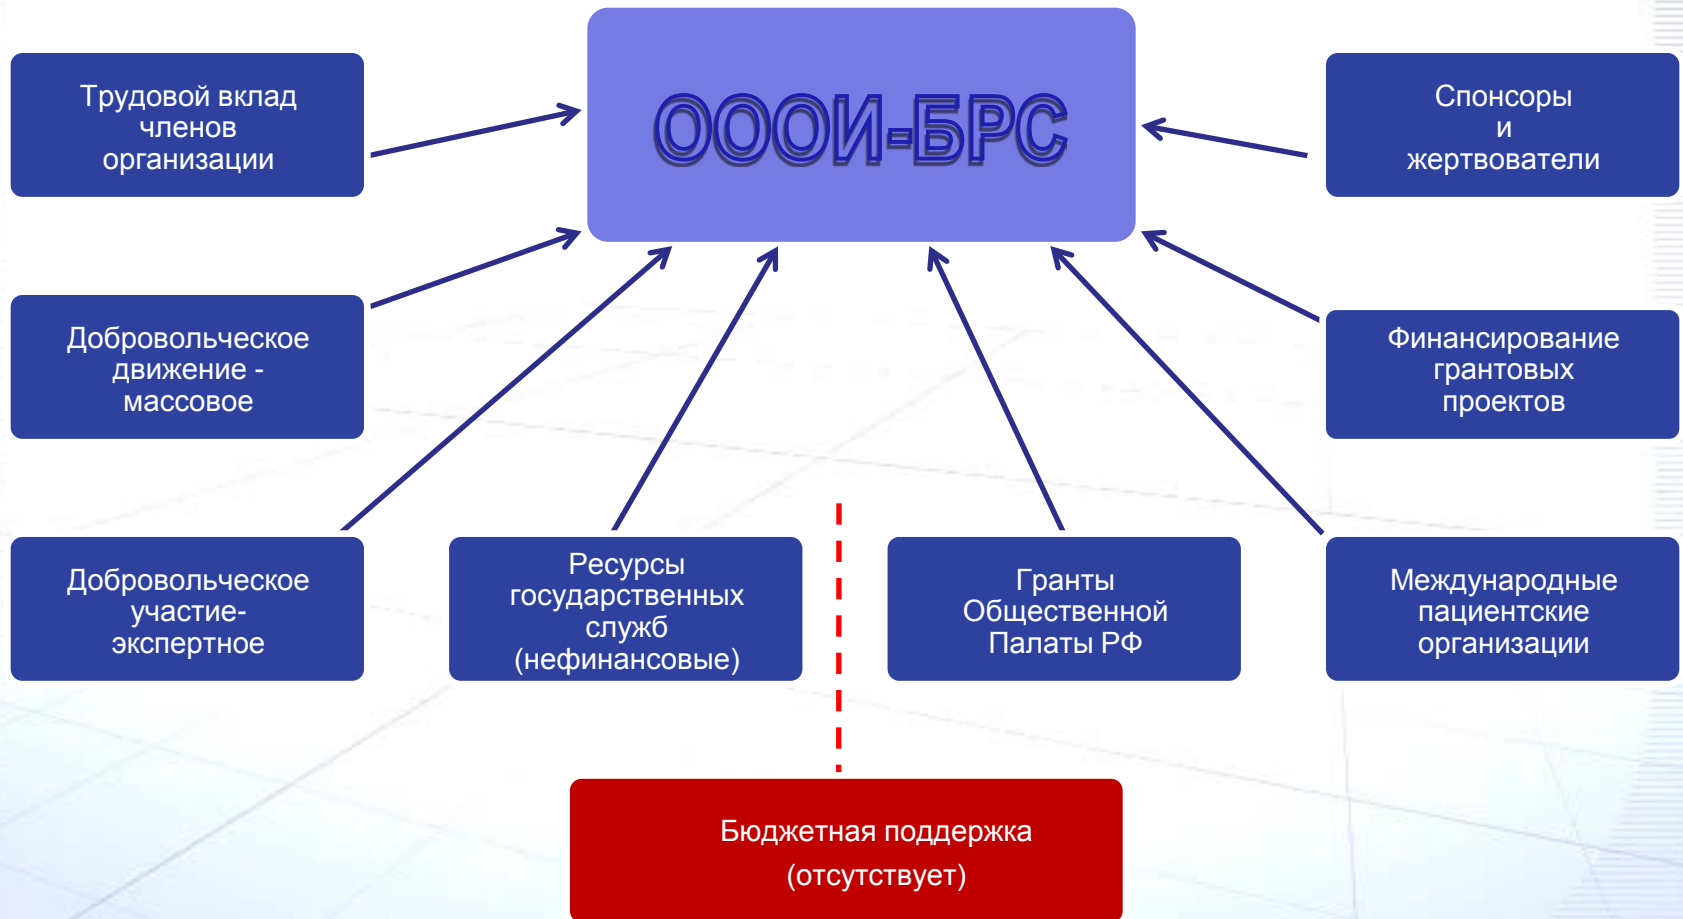 ОООИ-БРС
Трудовой вклад
членов
организации
Спонсоры
и
жертвователи
Добровольческое
движение -
массовое
Финансирование
грантовых
проектов
Добровольческое
участие-
экспертное
Ресурсы
государственных
служб
(нефинансовые)
Гранты
Общественной
Палаты РФ
Международные
пациентские
организации
Бюджетная поддержка
(отсутствует)